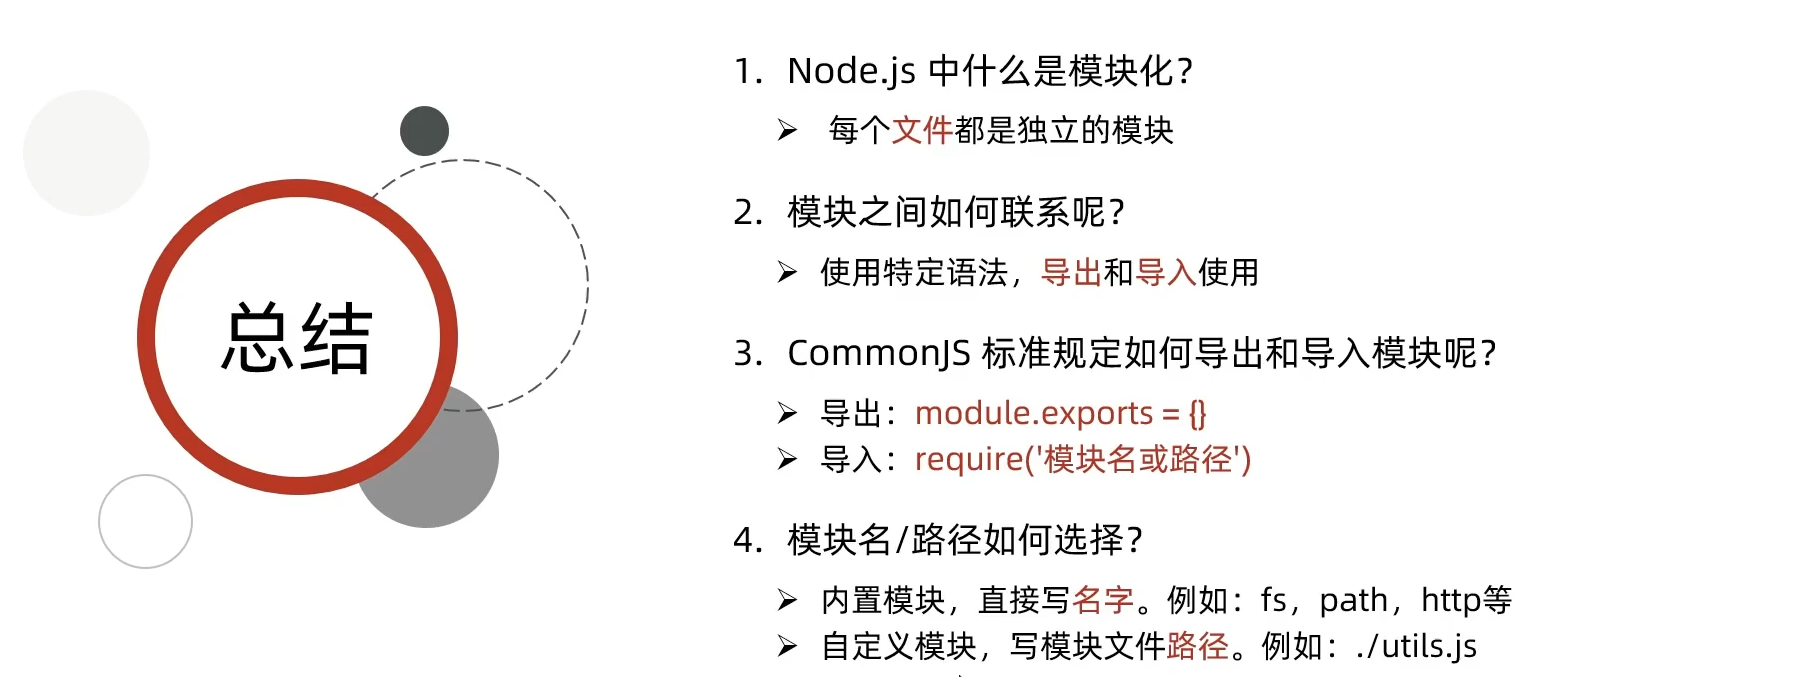 总结
1. Node.js 中什么是模块化？
➢ 每个文件都是独立的模块
2. 模块之间如何联系呢？
➢ 使用特定语法，导出和导入使用
3. CommonJS 标准规定如何导出和导入模块呢？
➢ 导出：module.exports = {}
➢ 导入：require('模块名或路径')
4. 模块名/路径如何选择？
➢ 内置模块，直接写名字。例如：fs，path，http等
➢ 自定义模块，写模块文件路径。例如：./utils.js